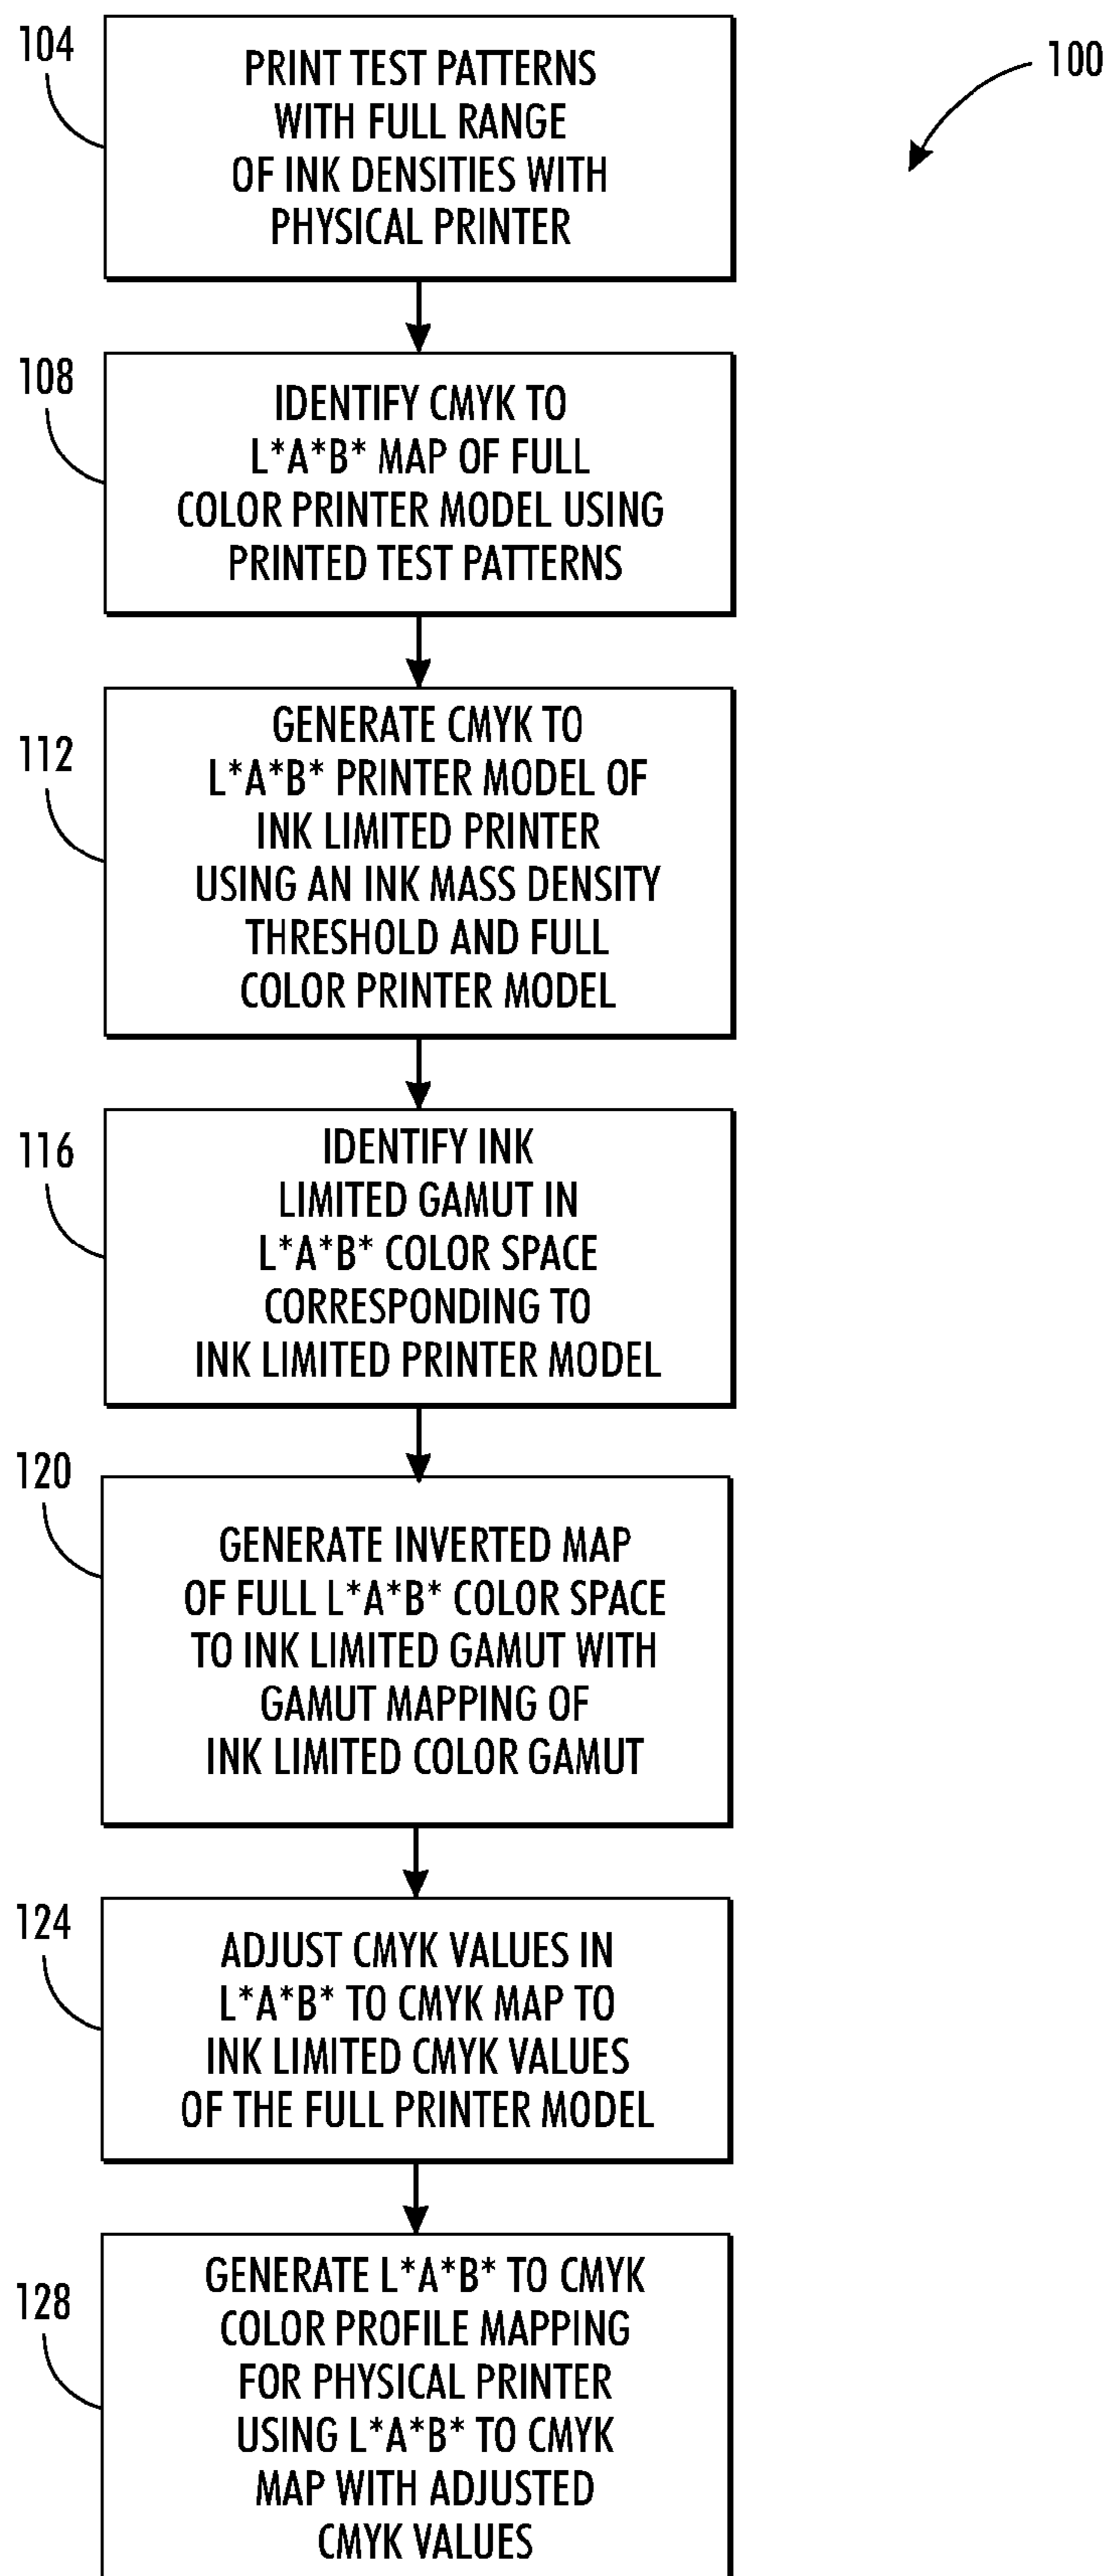 104
100
PRINT TEST PATTERNS
WITH FULL RANGE
OF INK DENSITIES WITH
PHYSICAL PRINTER
108
IDENTIFY CMYK TO
L*A*B* MAP OF FULL
COLOR PRINTER MODEL USING
PRINTED TEST PATTERNS
112
GENERATE CMYK TO
L*A*B* PRINTER MODEL OF
INK LIMITED PRINTER
USING AN INK MASS DENSITY
THRESHOLD AND FULL
COLOR PRINTER MODEL
116
IDENTIFY INK
LIMITED GAMUT IN
L*A*B* COLOR SPACE
CORRESPONDING TO
INK LIMITED PRINTER MODEL
120
GENERATE INVERTED MAP
OF FULL L*A*B* COLOR SPACE
TO INK LIMITED GAMUT WITH
GAMUT MAPPING OF
INK LIMITED COLOR GAMUT
124
ADJUST CMYK VALUES IN
L*A*B* TO CMYK MAP TO
INK LIMITED CMYK VALUES
OF THE FULL PRINTER MODEL
128
GENERATE L*A*B* TO CMYK
COLOR PROFILE MAPPING
FOR PHYSICAL PRINTER
USING L*A*B* TO CMYK
MAP WITH ADJUSTED
CMYK VALUES